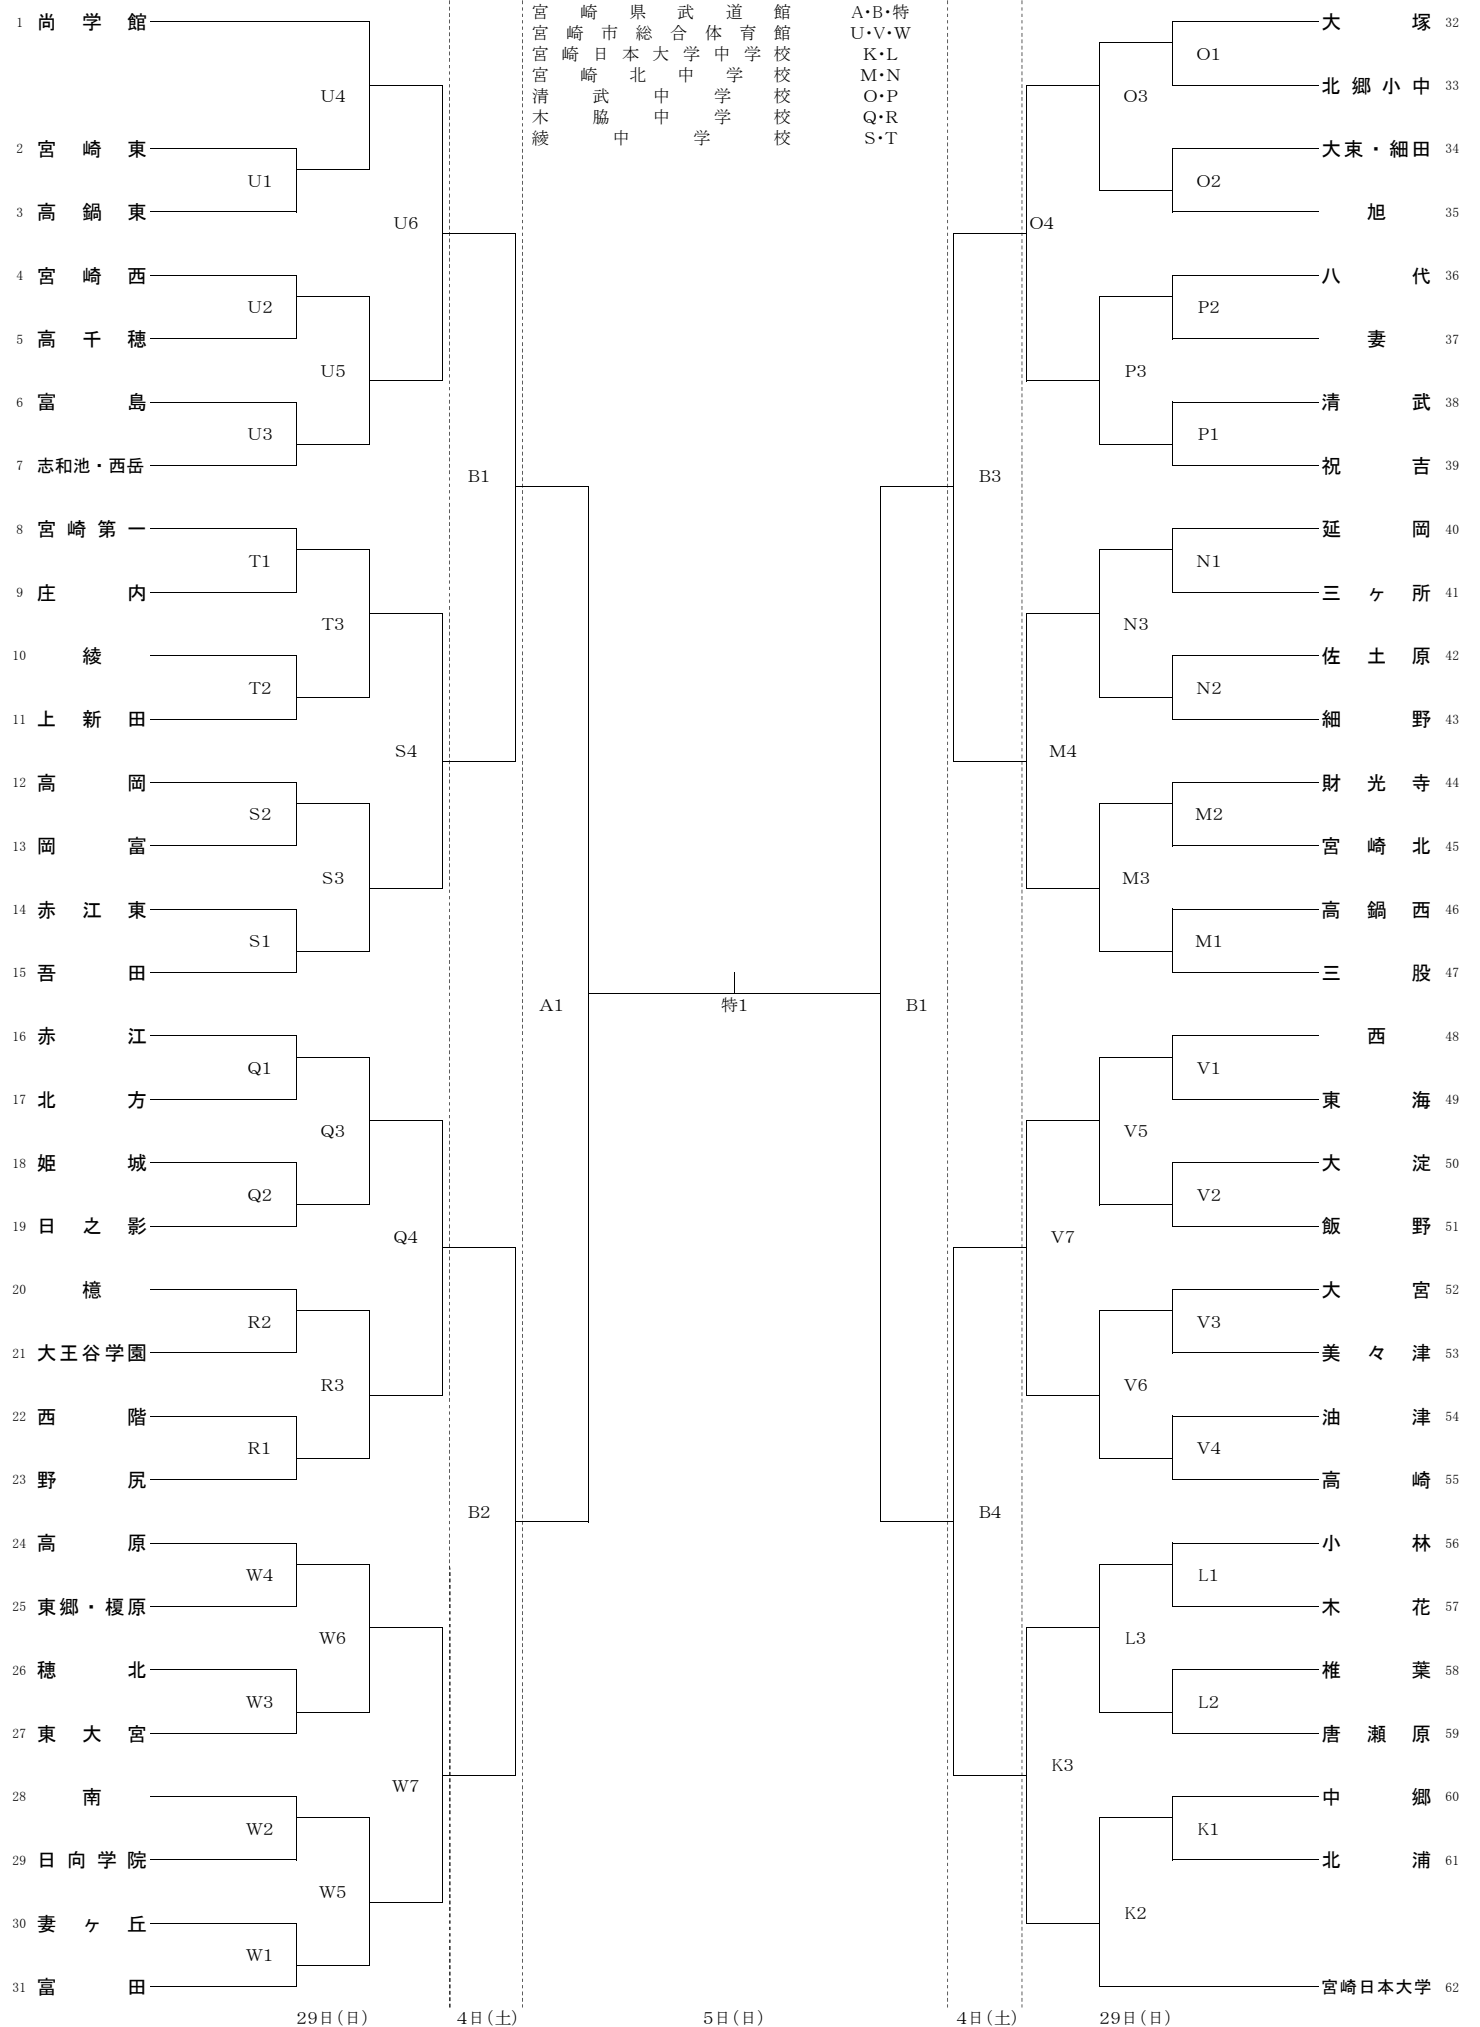 宮崎県武道館 A・B・特
宮崎市総合体育館 U・V・W
宮崎日本大学中学校 K・L
宮崎北中学校 M・N
清武中学校 O・P
木脇中学校 Q・R
綾中学校 S・T
1 尚学館
U4
2 宮崎東
U1
3 高鍋東
U6
4 宮崎西
U2
5 高千穂
U5
6 富島
U3
7 志和池・西岳
B1
8 宮崎第一
T1
9 庄内
T3
10 綾
T2
11 上新田
S4
12 高岡
S2
13 岡富
S3
14 赤江東
S1
15 吾田
A1
16 赤江
Q1
17 北方
Q3
18 姫城
Q2
19 日之影
Q4
20 檍
R2
21 大王谷学園
R3
22 西階
R1
23 野尻
B2
24 高原
W4
25 東郷・榎原
W6
26 穂北
W3
27 東大宮
W7
28 南
W2
29 日向学院
W5
30 妻ヶ丘
W1
31 富田
特1
大塚 32
O1
北郷小中 33
O3
大束・細田 34
O2
旭 35
O4
八代 36
P2
妻 37
P3
清武 38
P1
祝吉 39
B3
延岡 40
N1
三ヶ所 41
N3
佐土原 42
N2
細野 43
M4
財光寺 44
M2
宮崎北 45
M3
高鍋西 46
M1
三股 47
B1
西 48
V1
東海 49
V5
大淀 50
V2
飯野 51
V7
大宮 52
V3
美々津 53
V6
油津 54
V4
高崎 55
B4
小林 56
L1
木花 57
L3
椎葉 58
L2
唐瀬原 59
K3
中郷 60
K1
北浦 61
K2
宮崎日本大学 62
29日(日) 4日(土) 5日(日) 4日(土) 29日(日)